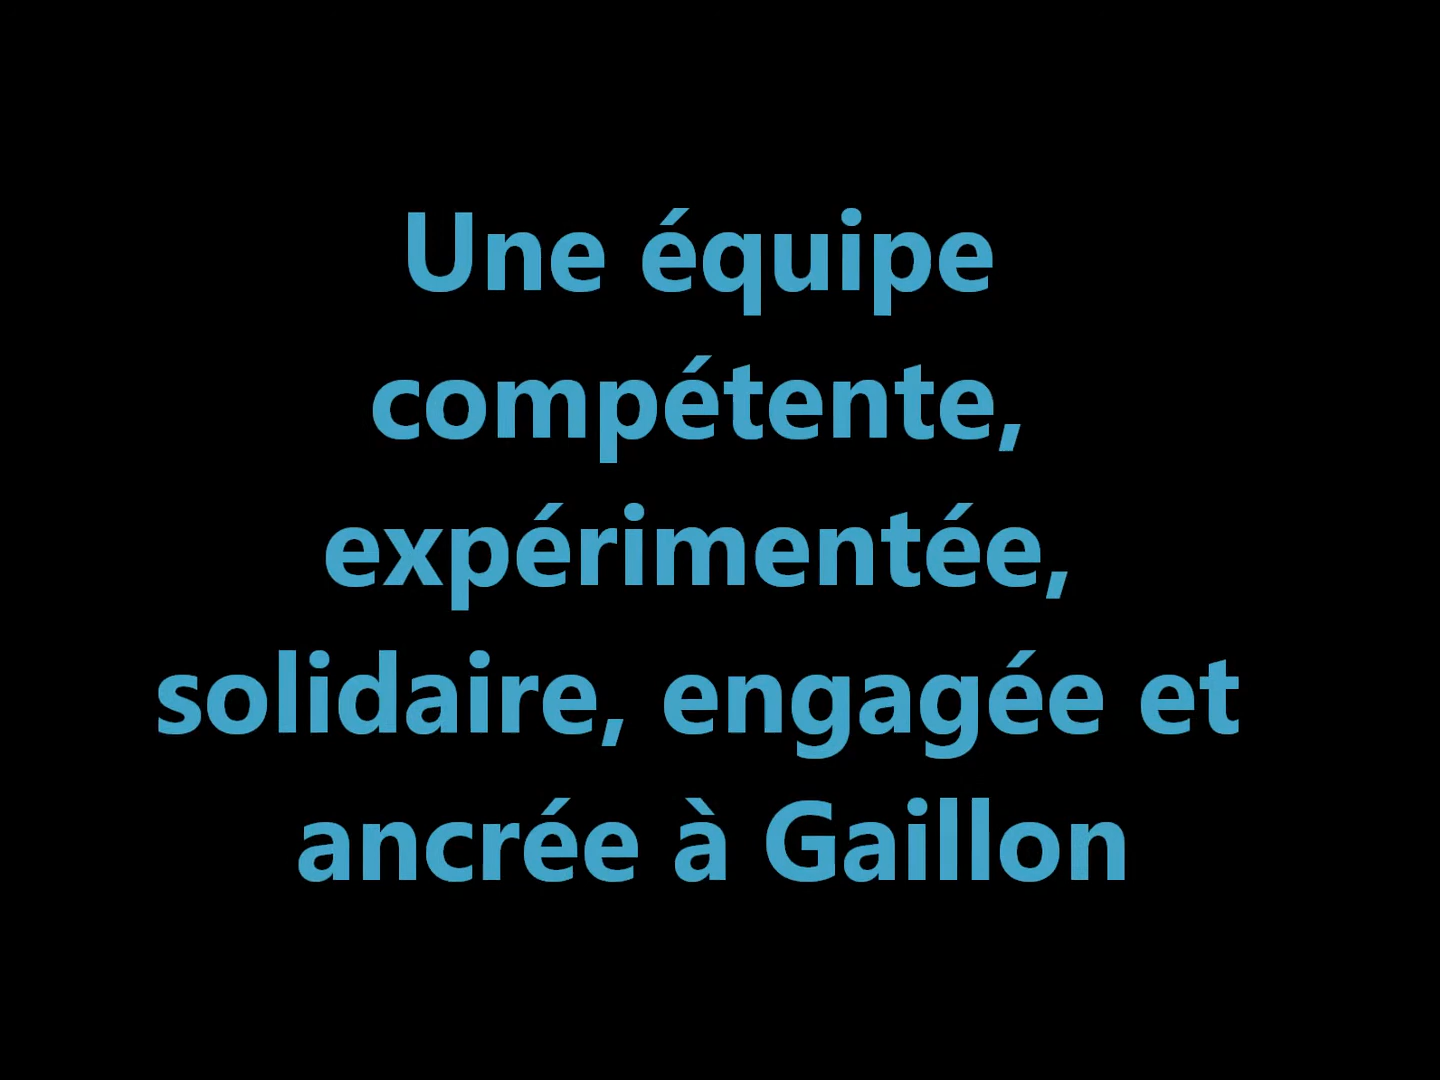 Une équipe
compétente,
expérimentée,
solidaire, engagée et
ancrée à Gaillon